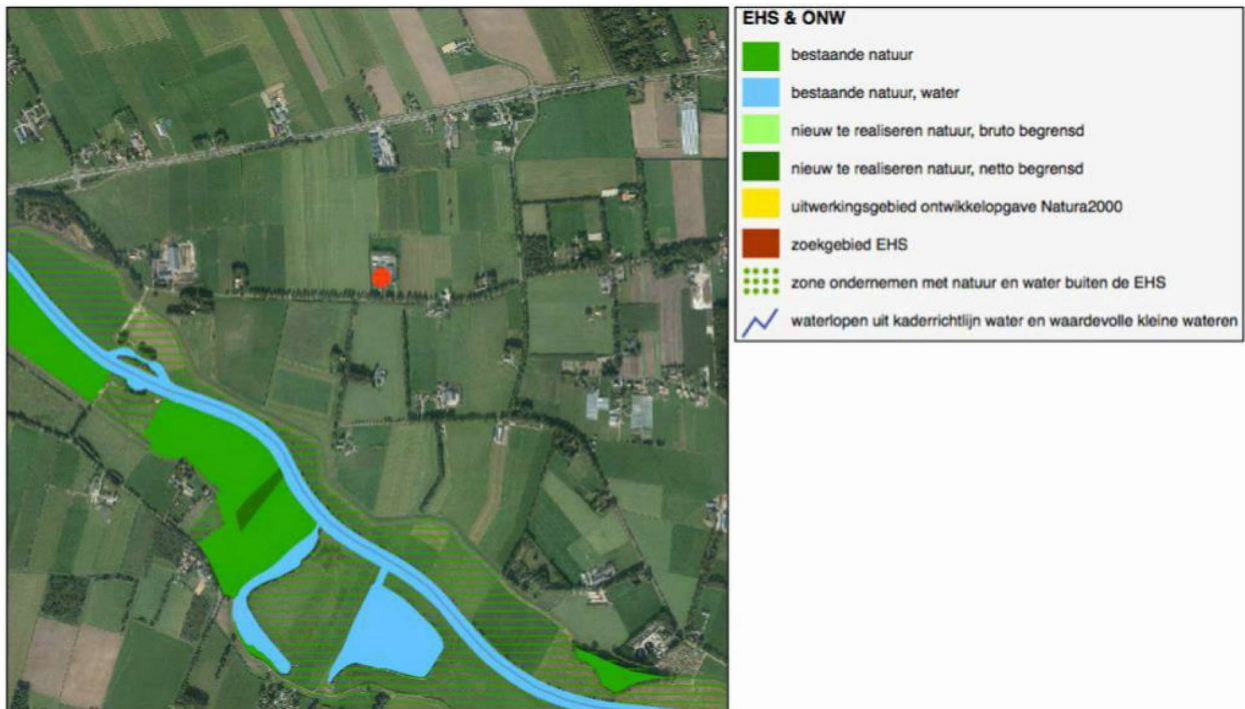 EHS & ONW
bestaande natuur
bestaande natuur, water
nieuw te realiseren natuur, bruto begrensd
nieuw te realiseren natuur, netto begrensd
uitwerkingsgebied ontwikkelopgave Natura2000
zoekgebied EHS
zone ondernemen met natuur en water buiten de EHS
waterlopen uit kaderrichtlijn water en waardevolle kleine wateren